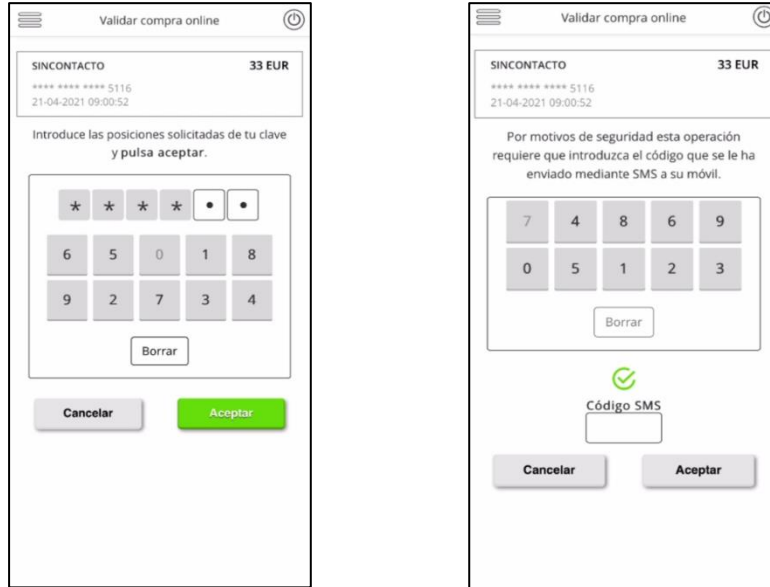 Validar compra online
SINCONTACTO 33 EUR
**** **** **** 5116
21-04-2021 09:00:52
Introduce las posiciones solicitadas de tu clave
y pulsa aceptar.
* * * * • •
6 5 0 1 8
9 2 7 3 4
Borrar
Cancelar Aceptar
Validar compra online
SINCONTACTO 33 EUR
**** **** **** 5116
21-04-2021 09:00:52
Por motivos de seguridad esta operación
requiere que introduzca el código que se le ha
enviado mediante SMS a su móvil.
7 4 8 6 9
0 5 1 2 3
Borrar
Código SMS
Cancelar Aceptar